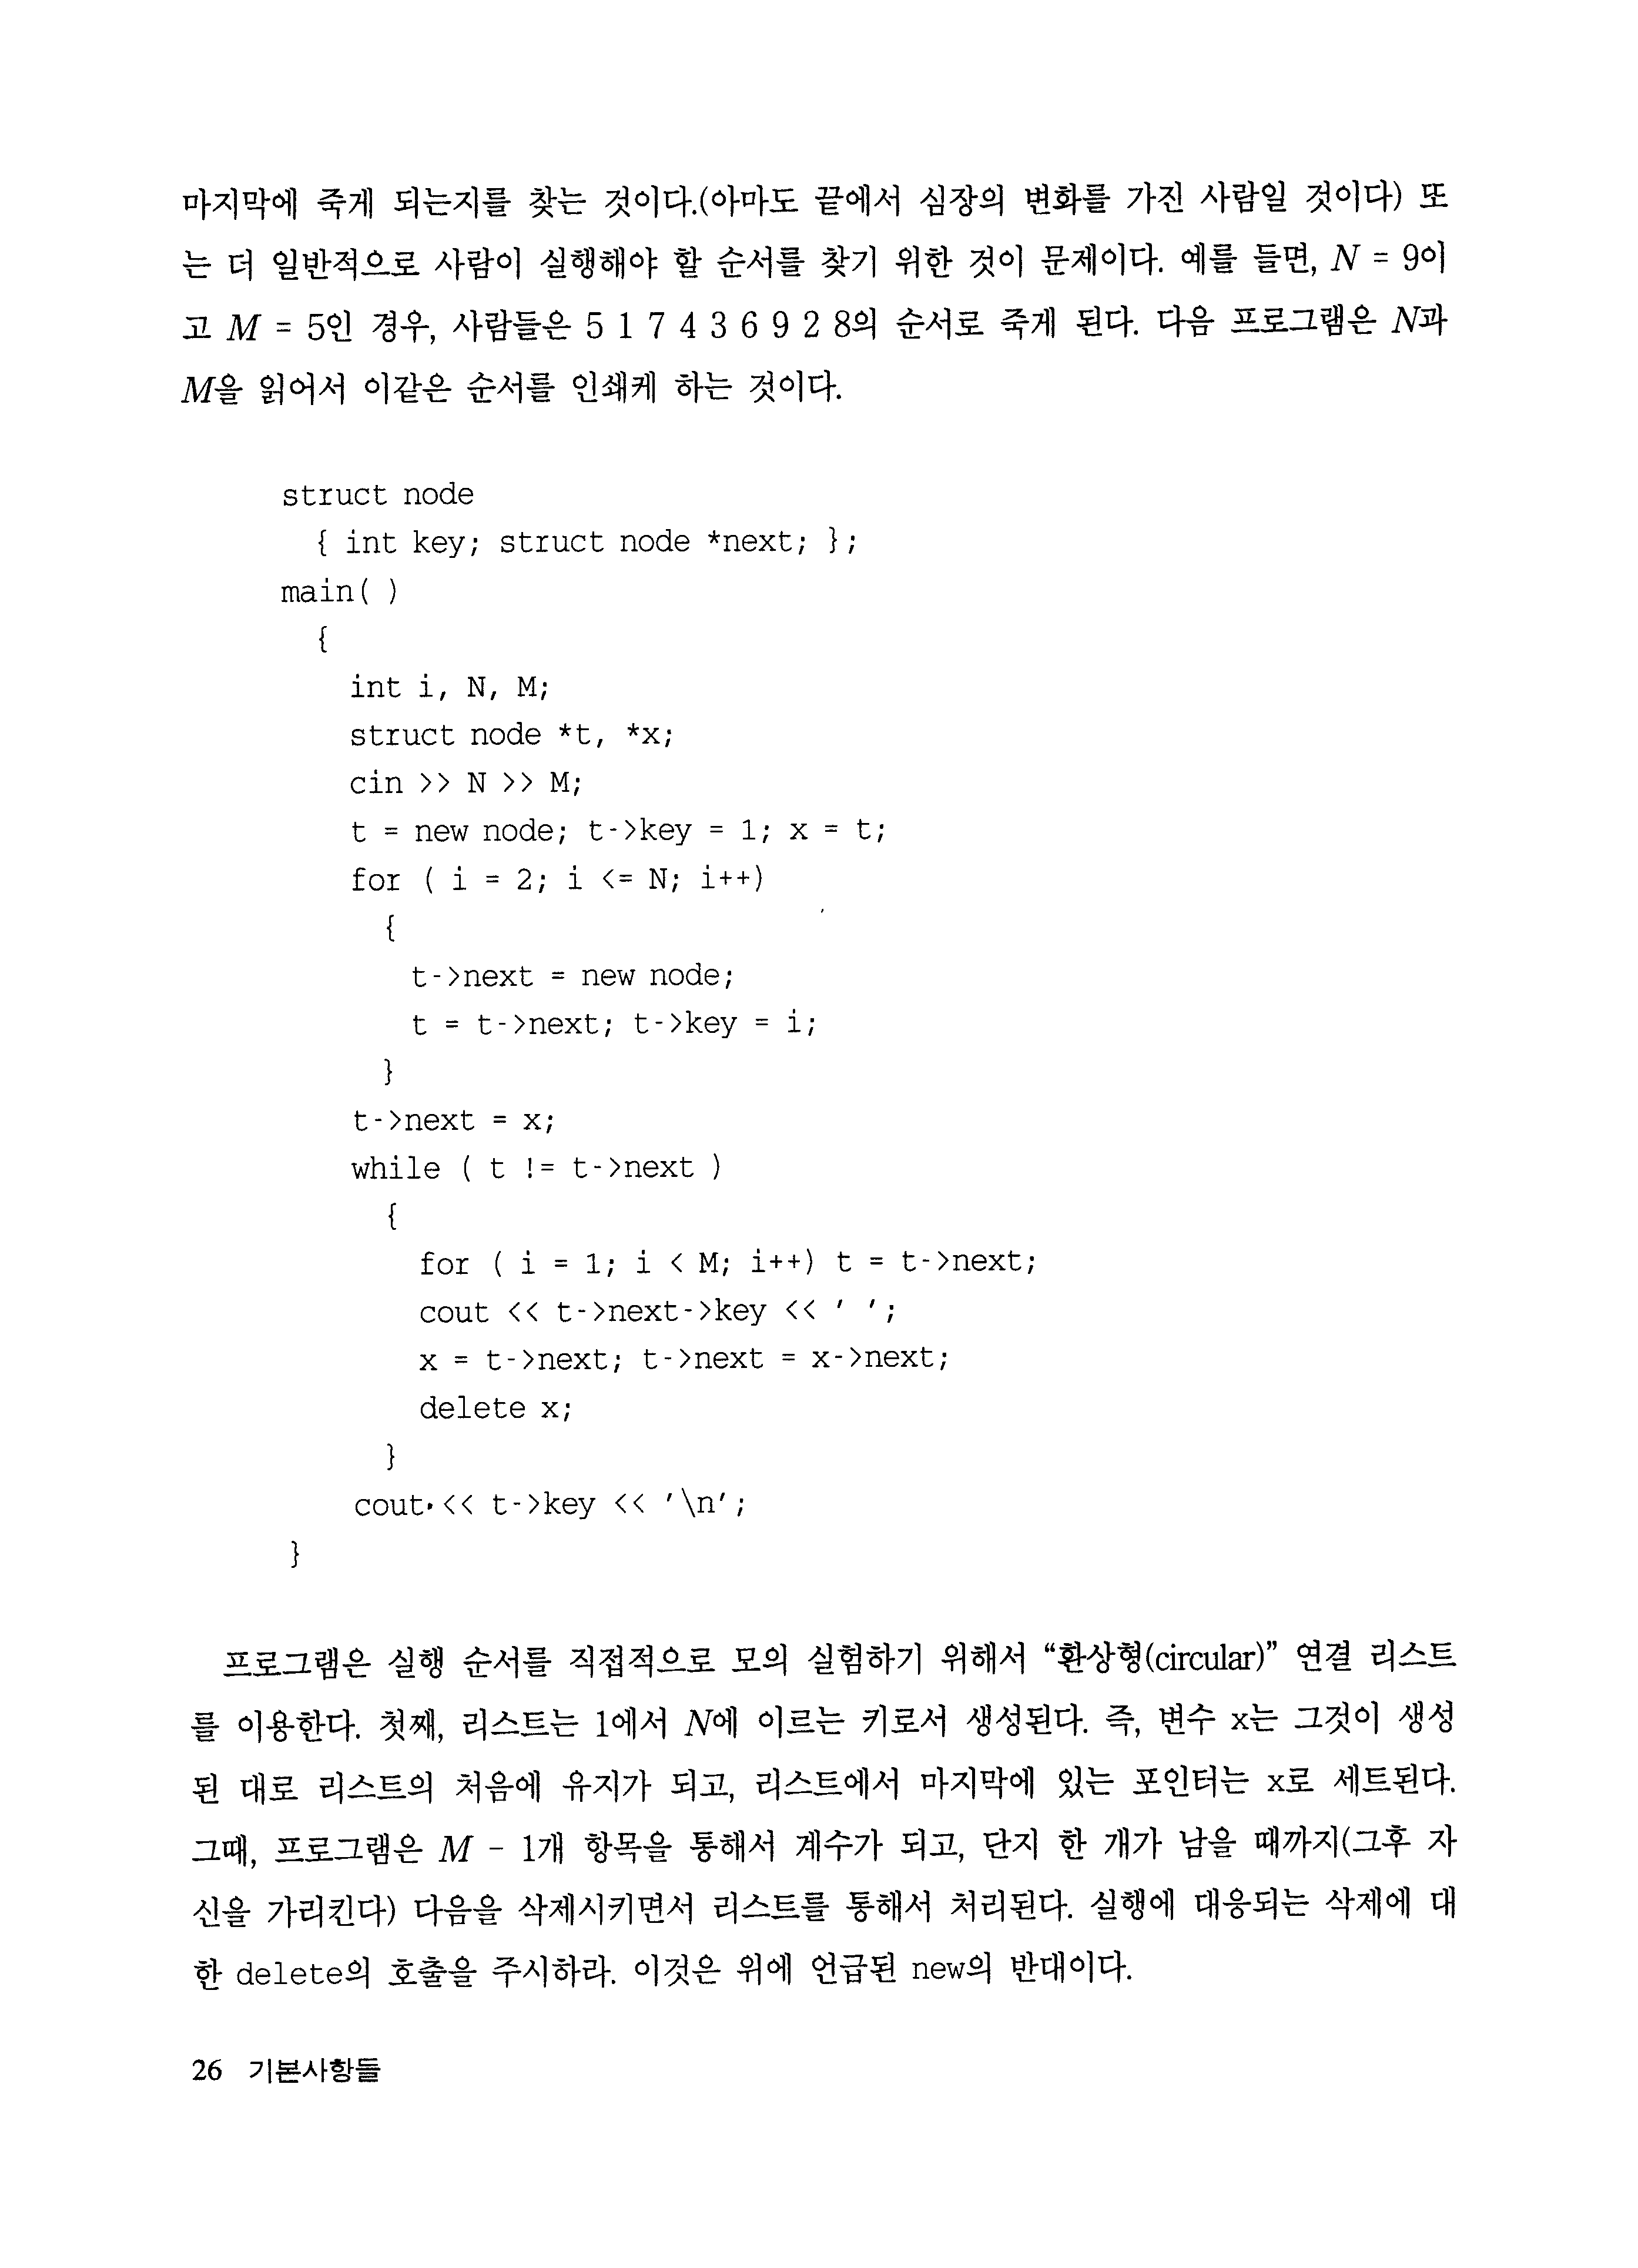 마지막에 죽게 되는지를 찾는 것이다.(아마도 끝에서 심장의 변화를 가진 사람일 것이다) 또
는 더 일반적으로 사람이 실행해야 할 순서를 찾기 위한 것이 문제이다. 예를 들면, N = 9이
고 M = 5인 경우, 사람들은 5 1 7 4 3 6 9 2 8의 순서로 죽게 된다. 다음 프로그램은 N과
M을 읽어서 이같은 순서를 인쇄케 하는 것이다.
struct node
{ int key; struct node *next; };
main( )
{
int i, N, M;
struct node *t, *x;
cin >> N >> M;
t = new node; t->key = 1; x = t;
for ( i = 2; i <= N; i++)
{
t->next = new node;
t = t->next; t->key = i;
}
t->next = x;
while ( t != t->next )
{
for ( i = 1; i < M; i++) t = t->next;
cout << t->next->key << ' ';
x = t->next; t->next = x->next;
delete x;
}
cout << t->key << '\n';
}
프로그램은 실행 순서를 직접적으로 모의 실험하기 위해서 “환상형(circular)” 연결 리스트
를 이용한다. 첫째, 리스트는 1에서 N에 이르는 키로서 생성된다. 즉, 변수 x는 그것이 생성
된 대로 리스트의 처음에 유지가 되고, 리스트에서 마지막에 있는 포인터는 x로 세트된다.
그때, 프로그램은 M - 1개 항목을 통해서 계수가 되고, 단지 한 개가 남을 때까지(그후 자
신을 가리킨다) 다음을 삭제시키면서 리스트를 통해서 처리된다. 실행에 대응되는 삭제에 대
한 delete의 호출을 주시하라. 이것은 위에 언급된 new의 반대이다.
26 기본사항들